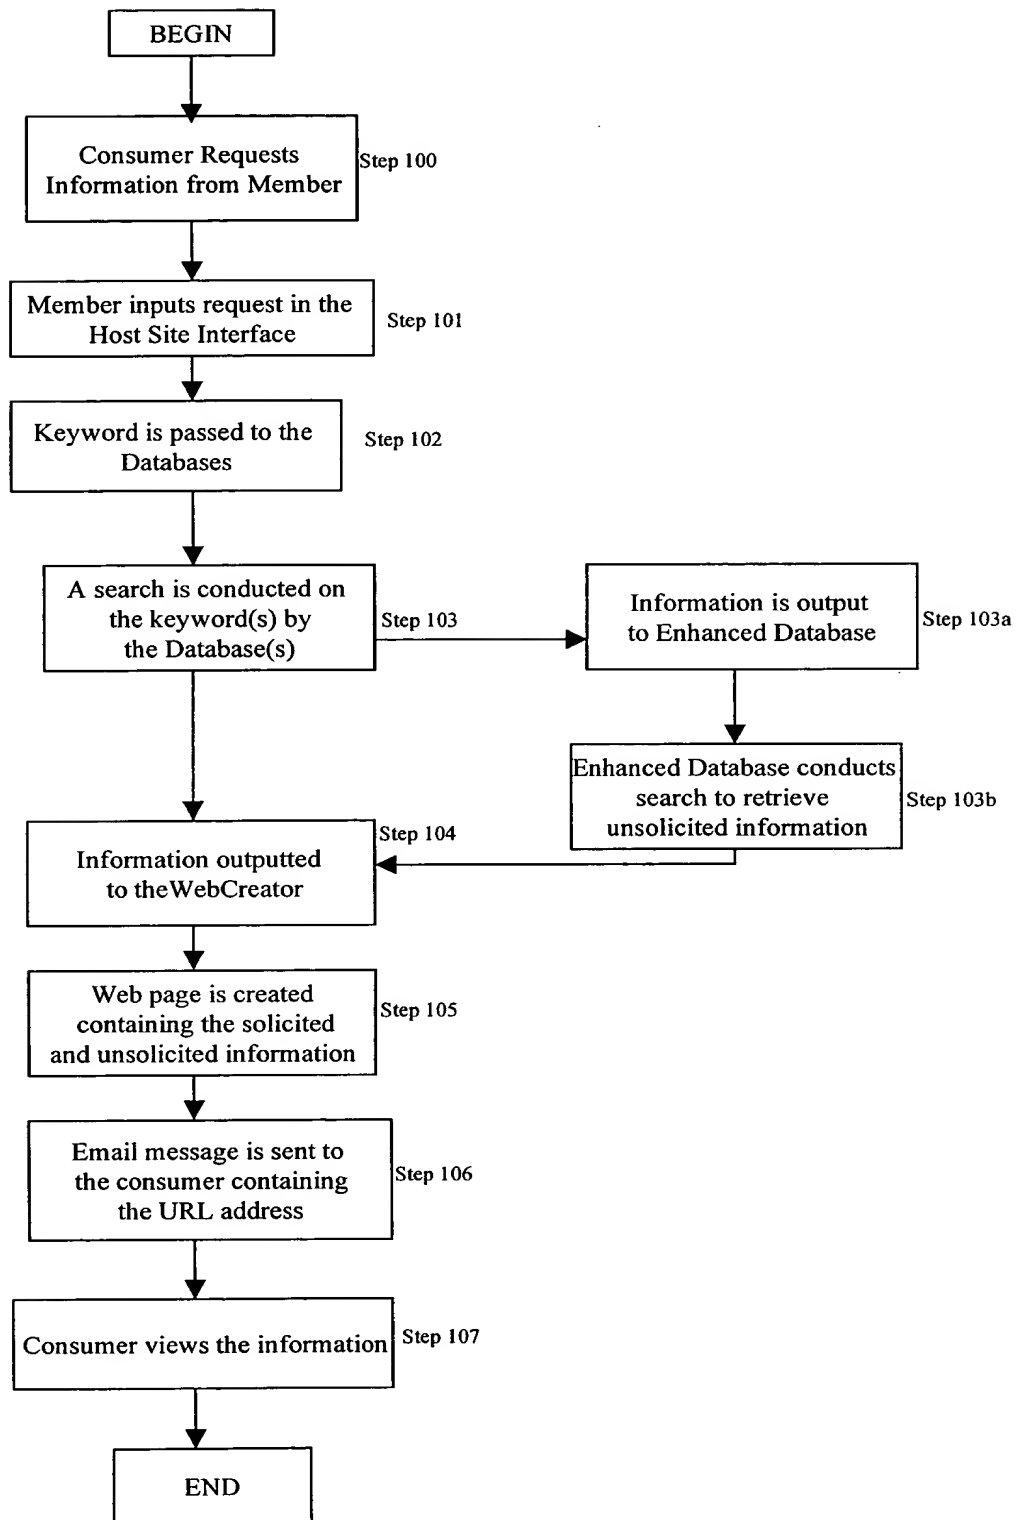 BEGIN
Consumer Requests
Information from Member
Step 100
Member inputs request in the
Host Site Interface
Step 101
Keyword is passed to the
Databases
Step 102
A search is conducted on
the keyword(s) by
the Database(s)
Step 103
Information is output
to Enhanced Database
Step 103a
Enhanced Database conducts
search to retrieve
unsolicited information
Step 103b
Step 104
Information outputted
to theWebCreator
Web page is created
containing the solicited
and unsolicited information
Step 105
Email message is sent to
the consumer containing
the URL address
Step 106
Consumer views the information
Step 107
END